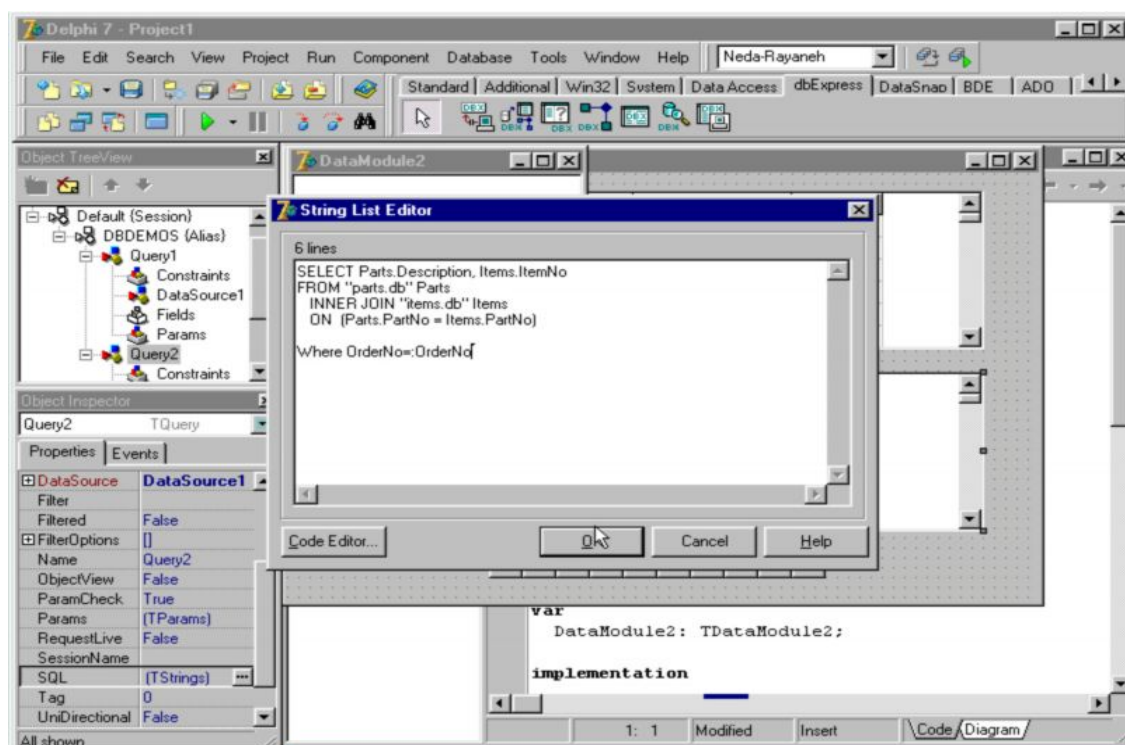 Delphi 7 - Project1
File Edit Search View Project Run Component Database Tools Window Help Neda-Rayaneh
Standard Additional Win32 System Data Access dbExpress DataSnap BDE ADO
Object TreeView
Default {Session}
DBDEMOS {Alias}
Query1
Constraints
DataSource1
Fields
Params
Query2
Constraints
DataModule2
String List Editor
6 lines
SELECT Parts.Description, Items.ItemNo
FROM "parts.db" Parts
INNER JOIN "items.db" Items
ON (Parts.PartNo = Items.PartNo)
Where OrderNo=:OrderNo
Code Editor... Cancel Help
Object Inspector
Query2 TQuery
Properties Events
DataSource DataSource1
Filter
Filtered False
FilterOptions []
Name Query2
ObjectView False
ParamCheck True
Params (TParams)
RequestLive False
SessionName
SQL (TStrings) ...
Tag 0
UniDirectional False
All shown
var
DataModule2: TDataModule2;
implementation
1: 1 Modified Insert Code Diagram